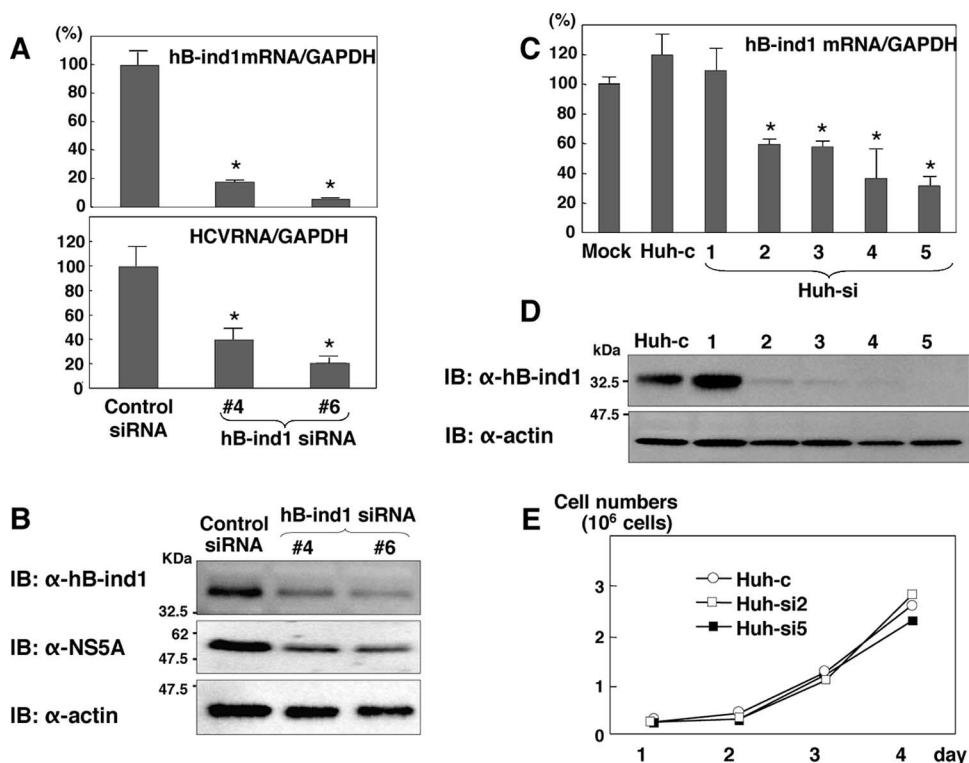 A
(%)
hB-ind1mRNA/GAPDH
100
80
60
40
20
0
HCVRNA/GAPDH
120
100
80
60
40
20
0
*
*
*
*
Control
siRNA
#4
#6
hB-ind1 siRNA
B
Control
siRNA
hB-ind1 siRNA
#4
#6
KDa
IB: α-hB-ind1
32.5
IB: α-NS5A
62
47.5
IB: α-actin
47.5
C
(%)
hB-ind1 mRNA/GAPDH
120
100
80
60
40
20
0
*
*
*
*
Mock Huh-c 1 2 3 4 5
Huh-si
D
Huh-c 1 2 3 4 5
kDa
IB: α-hB-ind1
32.5
47.5
IB: α-actin
E
Cell numbers
(10⁶ cells)
3
2
1
0
Huh-c
Huh-si2
Huh-si5
1 2 3 4 day